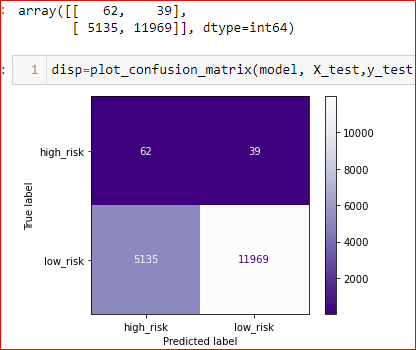 : array([[   62,    39],
       [ 5135, 11969]], dtype=int64)
: 1 disp=plot_confusion_matrix(model, X_test,y_test
high_risk 62 39 10000
8000
True label
6000
low_risk 5135 11969 4000
2000
high_risk low_risk
Predicted label